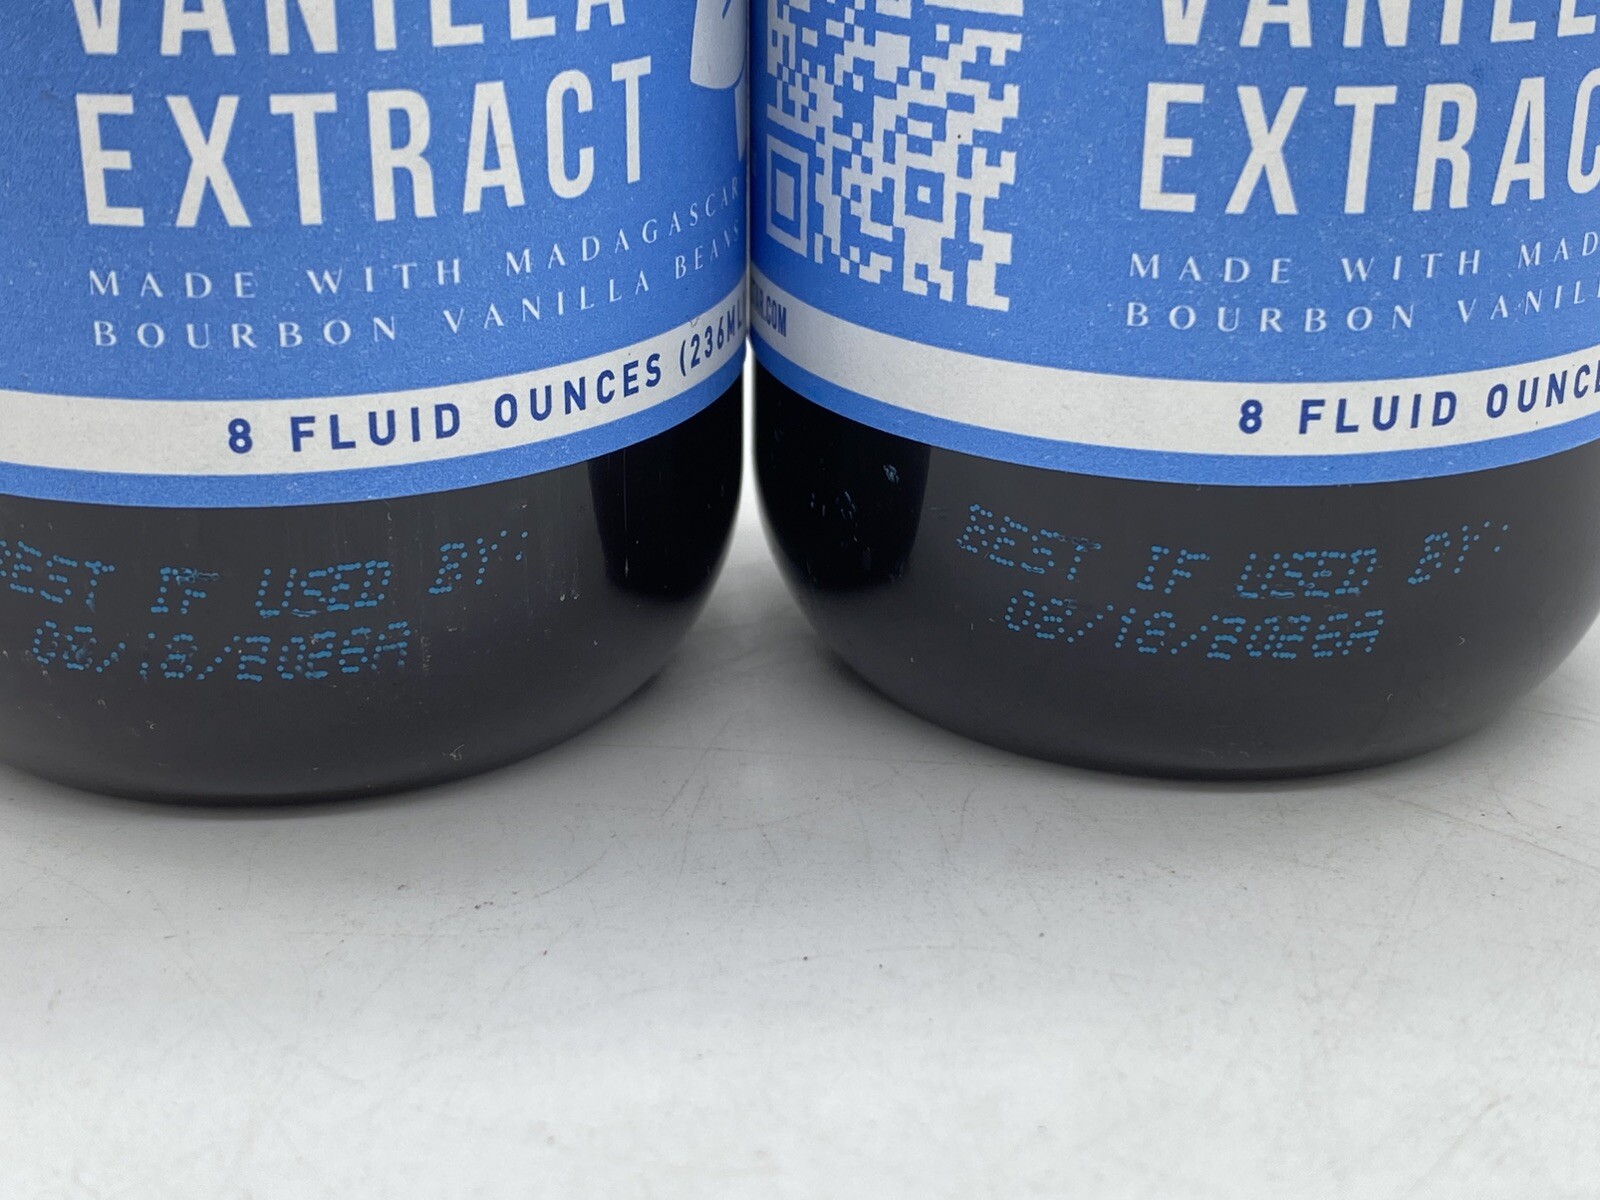 VANILLA
EXTRACT
MADE WITH MADAGASCAR
BOURBON VANILLA BEANS
8 FLUID OUNCES (236ML
BEST IF USED BY:
.COM
VANILL
EXTRAC
MADE WITH MAD
BOURBON VANILL
8 FLUID OUNCE
BEST IF USED BY: